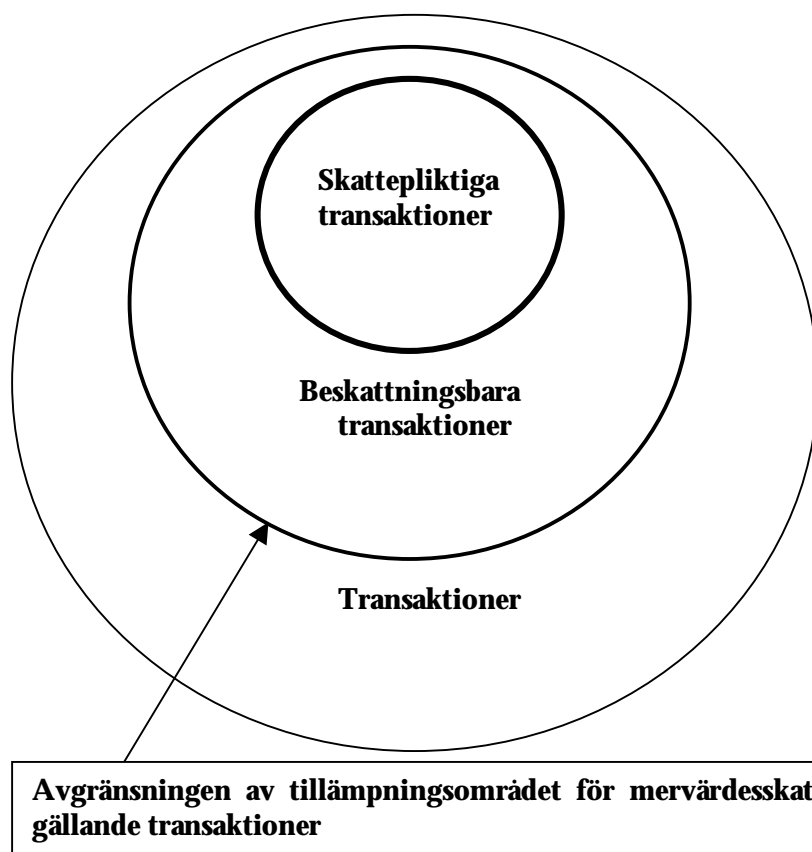 Skattepliktiga
transaktioner
Beskattningsbara
transaktioner
Transaktioner
Avgränsningen av tillämpningsområdet för mervärdesskat
gällande transaktioner